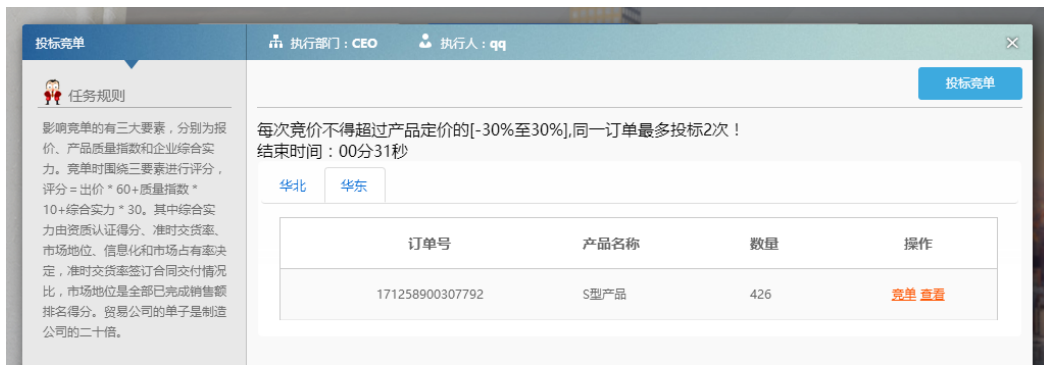 投标竞单
执行部门：CEO
执行人：qq
投标竞单
任务规则
影响竞单的有三大要素，分别为报
价、产品质量指数和企业综合实
力。竞单时围绕三要素进行评分，
评分=出价*60+质量指数*
10+综合实力*30。其中综合实
力由资质认证得分、准时交货率、
市场地位、信息化和市场占有率决
定，准时交货率签订合同交付情况
比，市场地位是全部已完成销售额
排名得分。贸易公司的单子是制造
公司的二十倍。
每次竞价不得超过产品定价的[-30%至30%],同一订单最多投标2次！
结束时间：00分31秒
华北 华东
订单号 产品名称 数量 操作
171258900307792 S型产品 426 竞单 查看